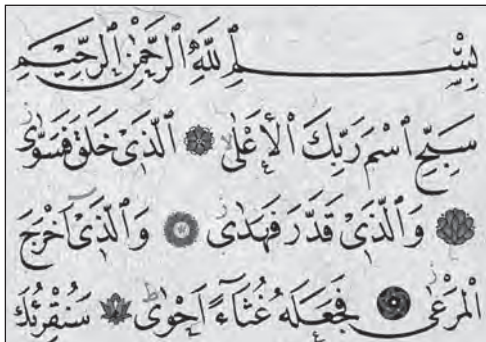 بِسْمِ اللّٰهِ الرَّحْمٰنِ الرَّحِيمِ
سَبِّحِ اسْمَ رَبِّكَ الْأَعْلٰى الَّذٖى خَلَقَ فَسَوّٰى
وَالَّذٖى قَدَّرَ فَهَدٰى وَالَّذٖٓى اَخْرَجَ
الْمَرْعٰى فَجَعَلَهُ غُثَٓاءً اَحْوٰى سَنُقْرِئُكَ